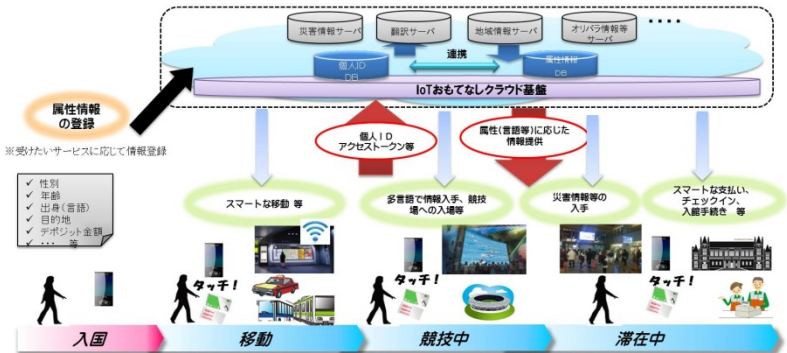 災害情報サーバ
翻訳サーバ
地域情報サーバ
オリパラ情報等
サーバ
・・・・
連携
個人ID
DB
属性情報
DB
IoTおもてなしクラウド基盤
属性情報
の登録
※受けたいサービスに応じて情報登録
個人ID
アクセストークン等
属性(言語等)に応じた
情報提供
✓ 性別
✓ 年齢
✓ 出身(言語)
✓ 目的地
✓ デポジット金額
✓ ・・・ 等
スマートな移動 等
多言語で情報入手、競技
場への入場等
災害情報等の
入手
スマートな支払い、
チェックイン、
入館手続き 等
タッチ!
タッチ!
タッチ!
入国
移動
競技中
滞在中